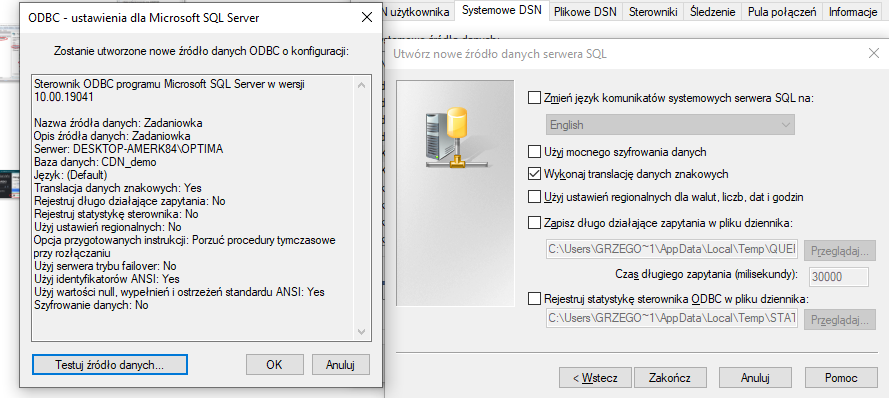 ODBC - ustawienia dla Microsoft SQL Server
Zostanie utworzone nowe źródło danych ODBC o konfiguracji:
Sterownik ODBC programu Microsoft SQL Server w wersji
10.00.19041
Nazwa źródła danych: Zadaniowka
Opis źródła danych: Zadaniowka
Serwer: DESKTOP-AMERK84\OPTIMA
Baza danych: CDN_demo
Język: (Default)
Translacja danych znakowych: Yes
Rejestruj długo działające zapytania: No
Rejestruj statystykę sterownika: No
Użyj ustawień regionalnych: No
Opcja przygotowanych instrukcji: Porzuć procedury tymczasowe
przy rozłączaniu
Użyj serwera trybu failover: No
Użyj identyfikatorów ANSI: Yes
Użyj wartości null, wypełnień i ostrzeżeń standardu ANSI: Yes
Szyfrowanie danych: No
Testuj źródło danych...
OK
Anuluj
N użytkownika
Systemowe DSN
Plikowe DSN
Sterowniki
Śledzenie
Pula połączeń
Informacje
Utwórz nowe źródło danych serwera SQL
Zmień język komunikatów systemowych serwera SQL na:
English
Użyj mocnego szyfrowania danych
Wykonaj translację danych znakowych
Użyj ustawień regionalnych dla walut, liczb, dat i godzin
Zapisz długo działające zapytania w pliku dziennika:
C:\Users\GRZEGO~1\AppData\Local\Temp\QUEI
Przeglądaj...
Czas długiego zapytania (milisekundy):
30000
Rejestruj statystykę sterownika ODBC w pliku dziennika:
C:\Users\GRZEGO~1\AppData\Local\Temp\STAT
Przeglądaj...
< Wstecz
Zakończ
Anuluj
Pomoc